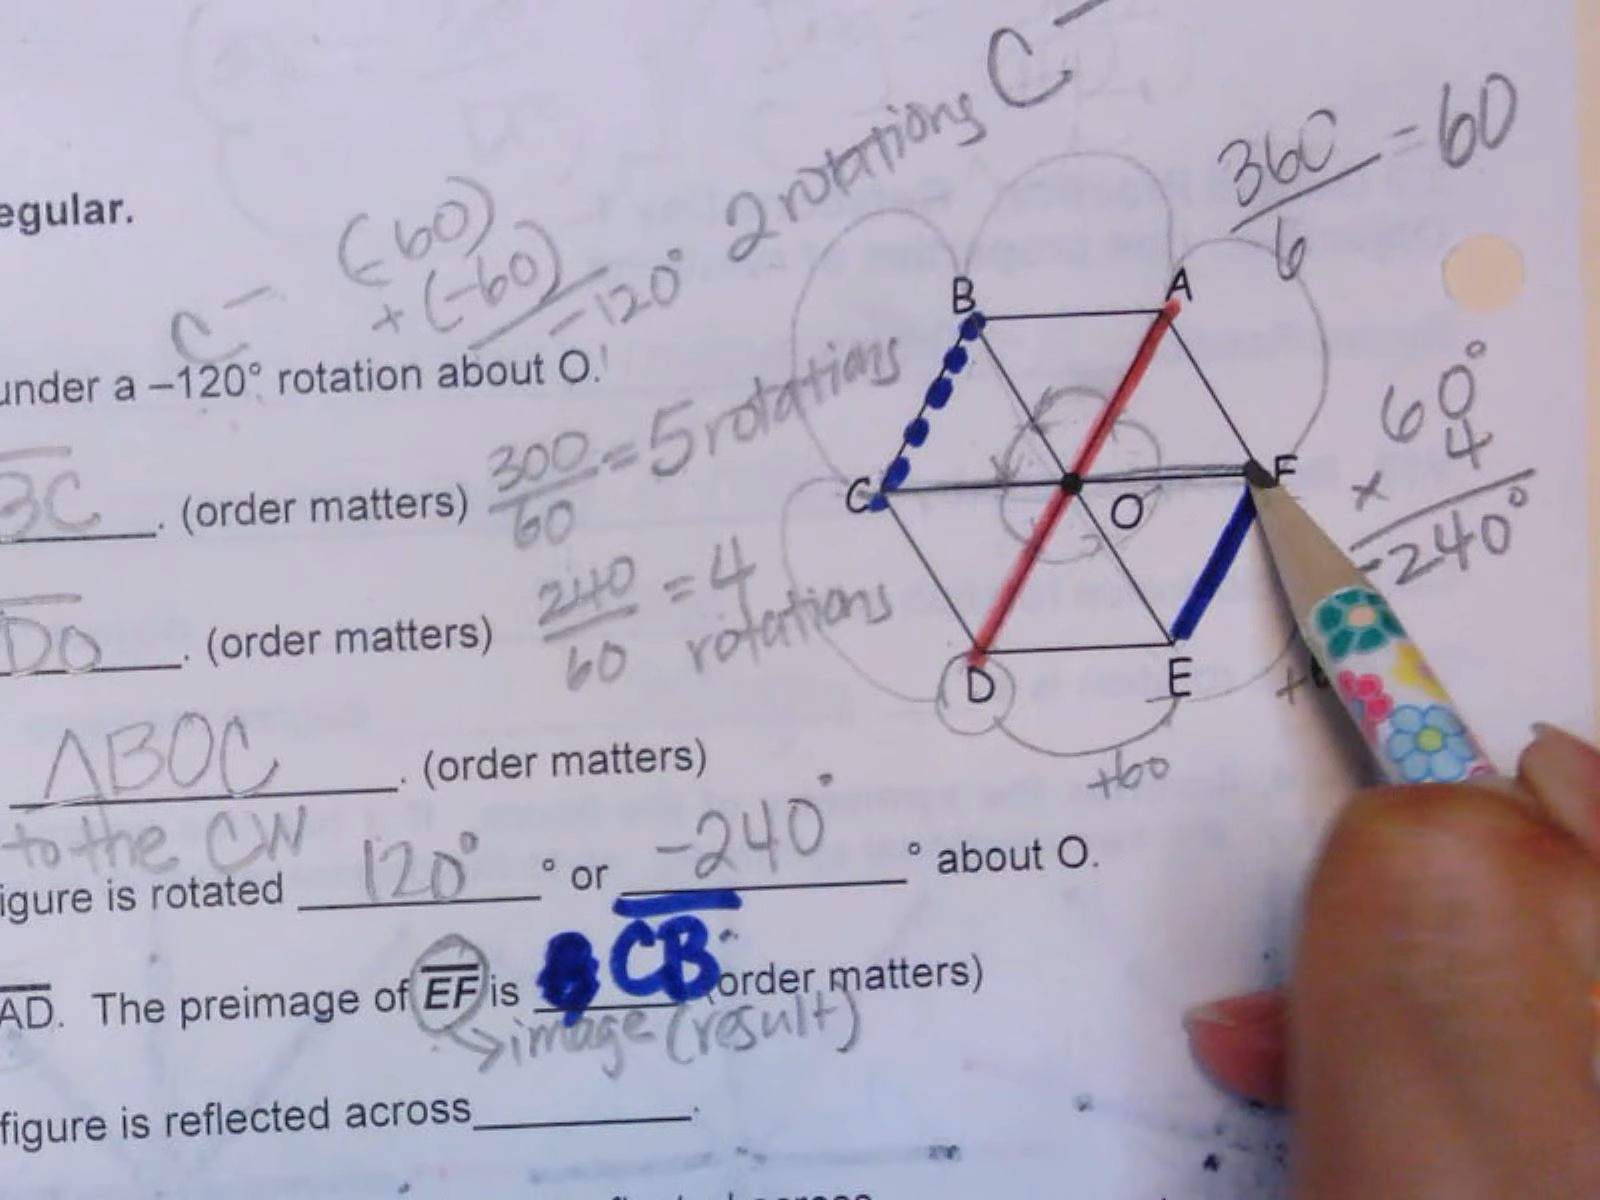 C –
360/6 = 60
egular.
(-60)
+(-60)
-120°
2 rotations
C –
under a –120° rotation about O.
B
A
BC . (order matters)
300/60 = 5 rotations
C
O
F
60°
x 4
-240°
DO . (order matters)
240/60 = 4 rotations
D
E
+60
ΔBOC . (order matters)
to the CW
igure is rotated 120° ° or -240° ° about O.
AD. The preimage of EF is CB (order matters)
→ image (result)
figure is reflected across .